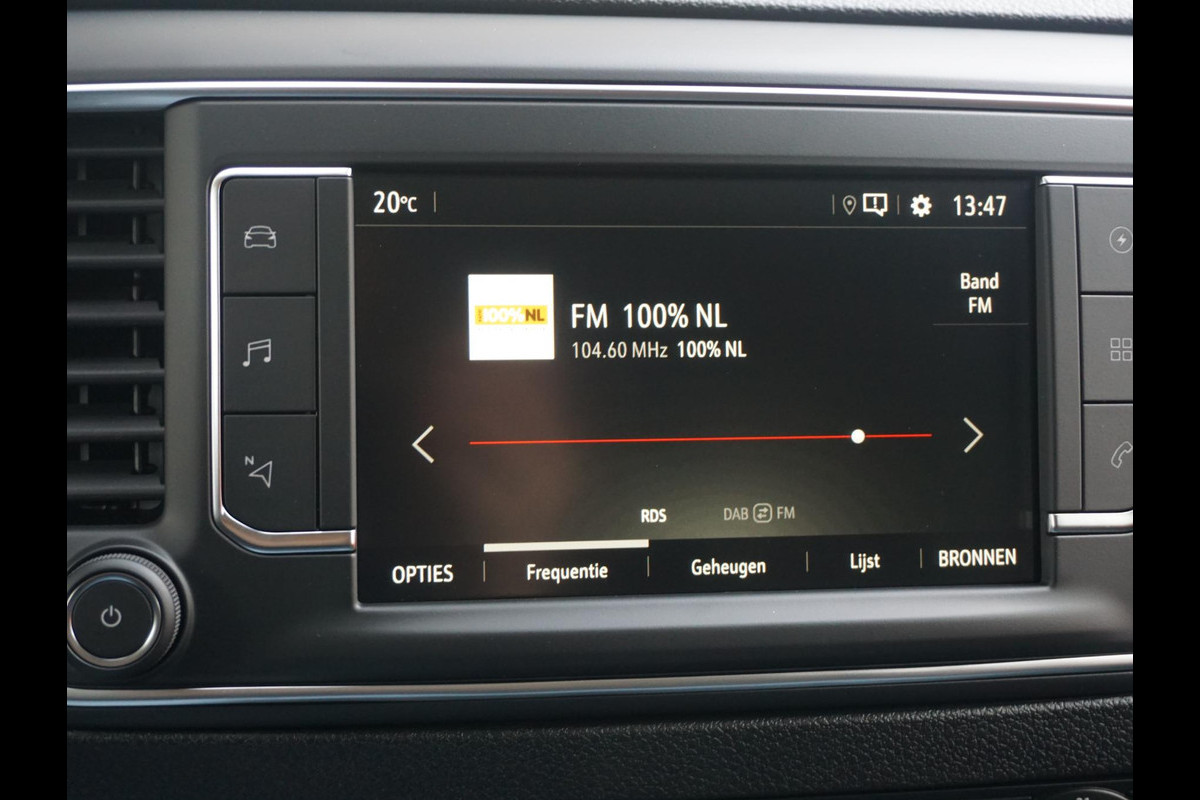 20°C
13:47
Band
FM
100%NL
FM 100% NL
104.60 MHz 100% NL
N
RDS
DAB FM
OPTIES
Frequentie
Geheugen
Lijst
BRONNEN